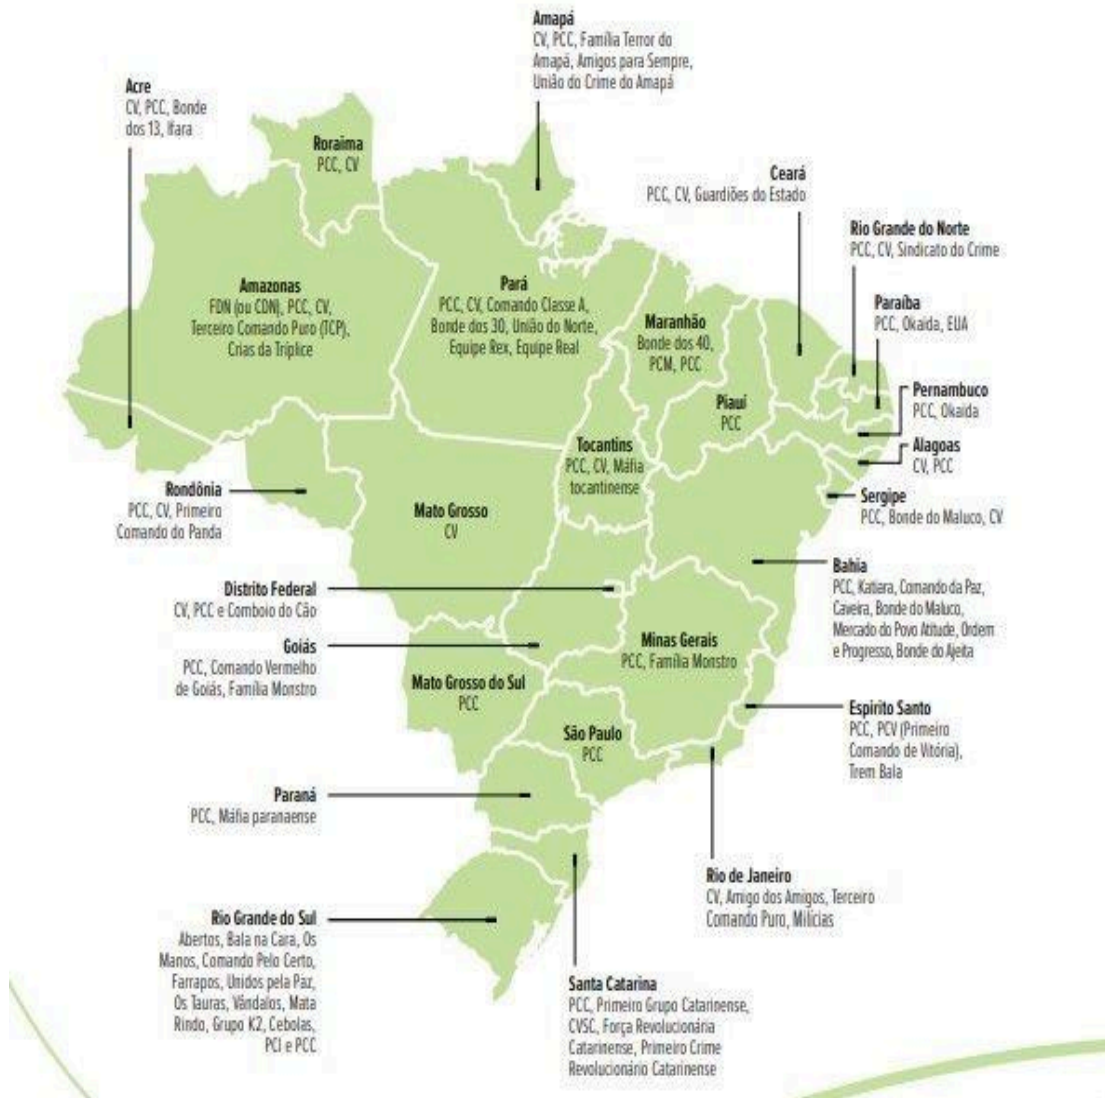 Amapá
CV, PCC, Família Terror do
Amapá, Amigos para Sempre,
União do Crime do Amapá
Acre
CV, PCC, Bonde
dos 13, Ifara
Roraima
PCC, CV
Ceará
PCC, CV, Guardiões do Estado
Rio Grande do Norte
PCC, CV, Sindicato do Crime
Amazonas
FDN (ou CDN), PCC, CV,
Terceiro Comando Puro (TCP),
Crias da Tríplice
Pará
PCC, CV, Comando Classe A,
Bonde dos 30, União do Norte,
Equipe Rex, Equipe Real
Maranhão
Bonde dos 40,
PCM, PCC
Paraíba
PCC, Okaida, EUA
Piauí
PCC
Pernambuco
PCC, Okaida
Tocantins
PCC, CV, Máfia
tocantinense
Alagoas
CV, PCC
Rondônia
PCC, CV, Primeiro
Comando do Panda
Mato Grosso
CV
Sergipe
PCC, Bonde do Maluco, CV
Distrito Federal
CV, PCC e Comboio do Cão
Bahia
PCC, Katiara, Comando da Paz,
Caveira, Bonde do Maluco,
Mercado do Povo Atitude, Ordem
e Progresso, Bonde do Ajeita
Goiás
PCC, Comando Vermelho
de Goiás, Família Monstro
Minas Gerais
PCC, Família Monstro
Mato Grosso do Sul
PCC
Espirito Santo
PCC, PCV (Primeiro
Comando de Vitória),
Trem Bala
São Paulo
PCC
Paraná
PCC, Máfia paranaense
Rio de Janeiro
CV, Amigo dos Amigos, Terceiro
Comando Puro, Milícias
Rio Grande do Sul
Abertos, Bala na Cara, Os
Manos, Comando Pelo Certo,
Farrapos, Unidos pela Paz,
Os Tauras, Vândalos, Mata
Rindo, Grupo K2, Cebolas,
PCI e PCC
Santa Catarina
PCC, Primeiro Grupo Catarinense,
CVSC, Força Revolucionária
Catarinense, Primeiro Crime
Revolucionário Catarinense